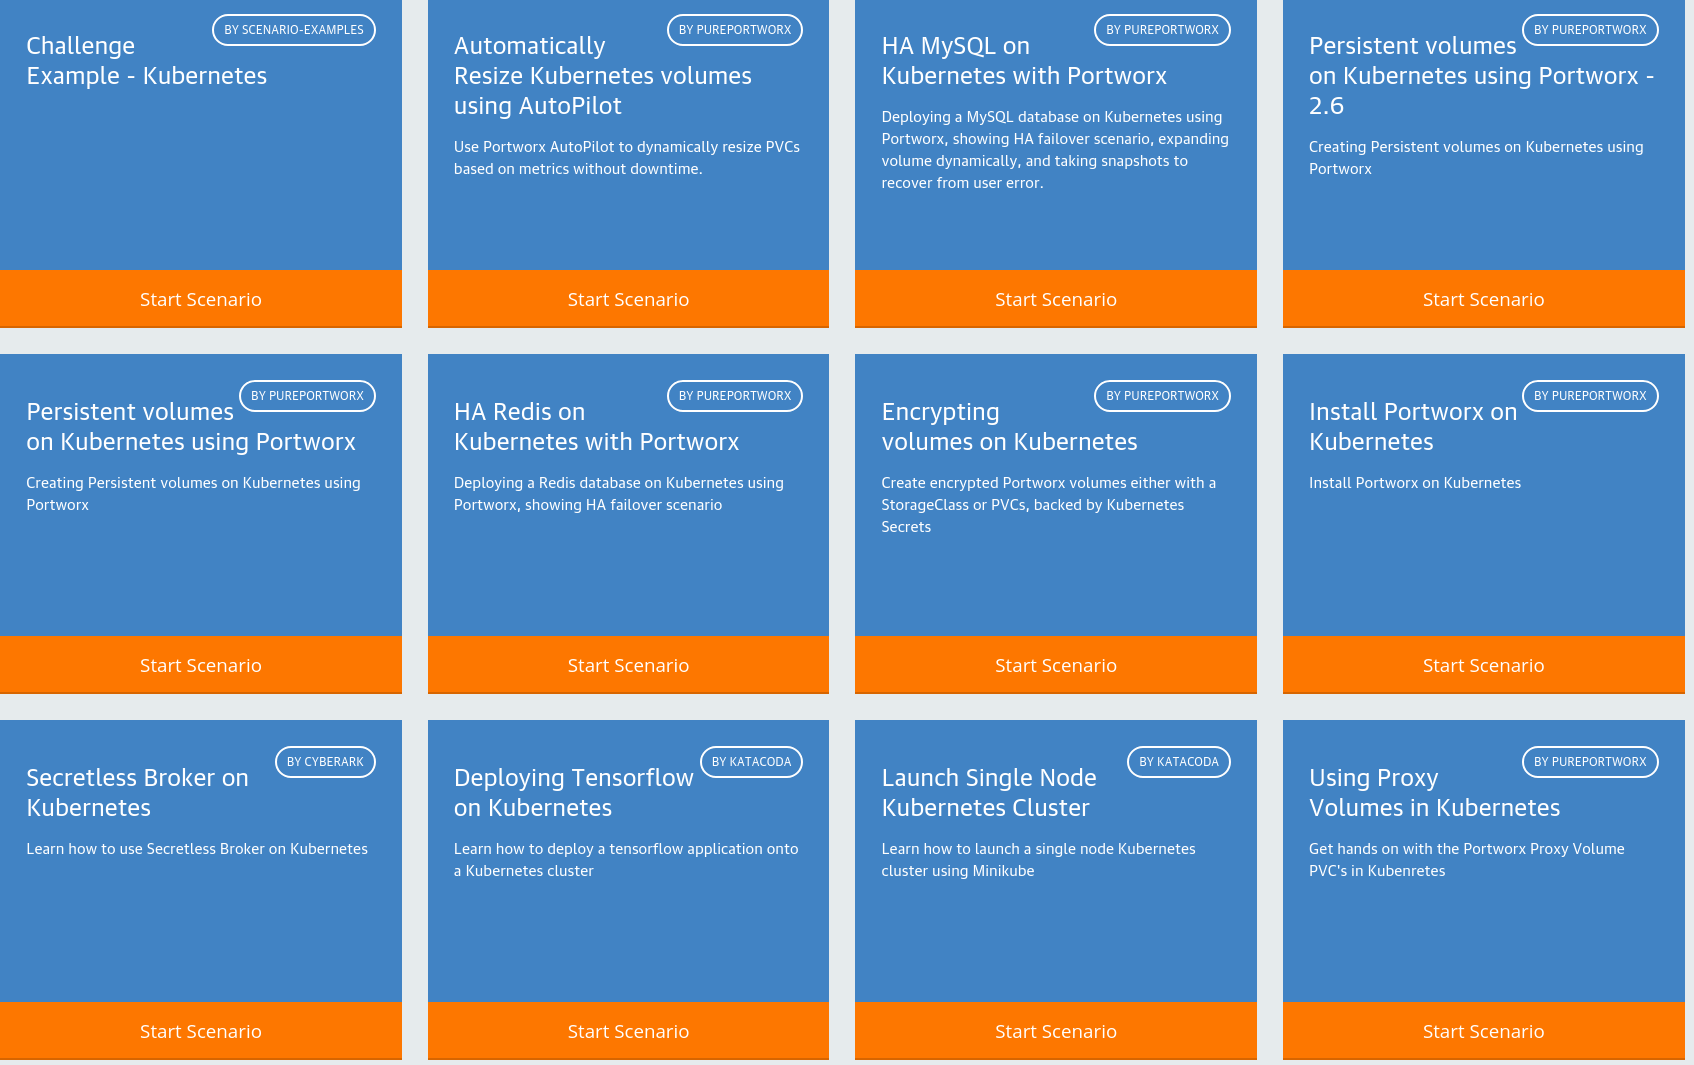 BY SCENARIO-EXAMPLES
Challenge
Example - Kubernetes
Start Scenario
BY PUREPORTWORX
Automatically
Resize Kubernetes volumes
using AutoPilot
Use Portworx AutoPilot to dynamically resize PVCs
based on metrics without downtime.
Start Scenario
BY PUREPORTWORX
HA MySQL on
Kubernetes with Portworx
Deploying a MySQL database on Kubernetes using
Portworx, showing HA failover scenario, expanding
volume dynamically, and taking snapshots to
recover from user error.
Start Scenario
BY PUREPORTWORX
Persistent volumes
on Kubernetes using Portworx -
2.6
Creating Persistent volumes on Kubernetes using
Portworx
Start Scenario
BY PUREPORTWORX
Persistent volumes
on Kubernetes using Portworx
Creating Persistent volumes on Kubernetes using
Portworx
Start Scenario
BY PUREPORTWORX
HA Redis on
Kubernetes with Portworx
Deploying a Redis database on Kubernetes using
Portworx, showing HA failover scenario
Start Scenario
BY PUREPORTWORX
Encrypting
volumes on Kubernetes
Create encrypted Portworx volumes either with a
StorageClass or PVCs, backed by Kubernetes
Secrets
Start Scenario
BY PUREPORTWORX
Install Portworx on
Kubernetes
Install Portworx on Kubernetes
Start Scenario
BY CYBERARK
Secretless Broker on
Kubernetes
Learn how to use Secretless Broker on Kubernetes
Start Scenario
BY KATACODA
Deploying Tensorflow
on Kubernetes
Learn how to deploy a tensorflow application onto
a Kubernetes cluster
Start Scenario
BY KATACODA
Launch Single Node
Kubernetes Cluster
Learn how to launch a single node Kubernetes
cluster using Minikube
Start Scenario
BY PUREPORTWORX
Using Proxy
Volumes in Kubernetes
Get hands on with the Portworx Proxy Volume
PVC's in Kubenretes
Start Scenario